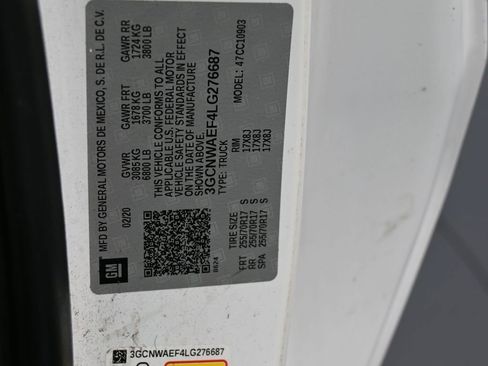 MFD BY GENERAL MOTORS DE MEXICO, S. DE R.L. DE C.V.
02/20 GVWR GAWR FRT GAWR RR
3085 KG 1678 KG 1724 KG
6800 LB 3700 LB 3800 LB
THIS VEHICLE CONFORMS TO ALL
APPLICABLE U.S. FEDERAL MOTOR
VEHICLE SAFETY STANDARDS IN EFFECT
ON THE DATE OF MANUFACTURE
SHOWN ABOVE.
3GCNWAEF4LG276687
TYPE: TRUCK MODEL: 47CC10903
GM
8624
TIRE SIZE RIM
FRT 255/70R17 S 17X8J
RR 255/70R17 S 17X8J
SPA 255/70R17 S 17X8J
3GCNWAEF4LG276687